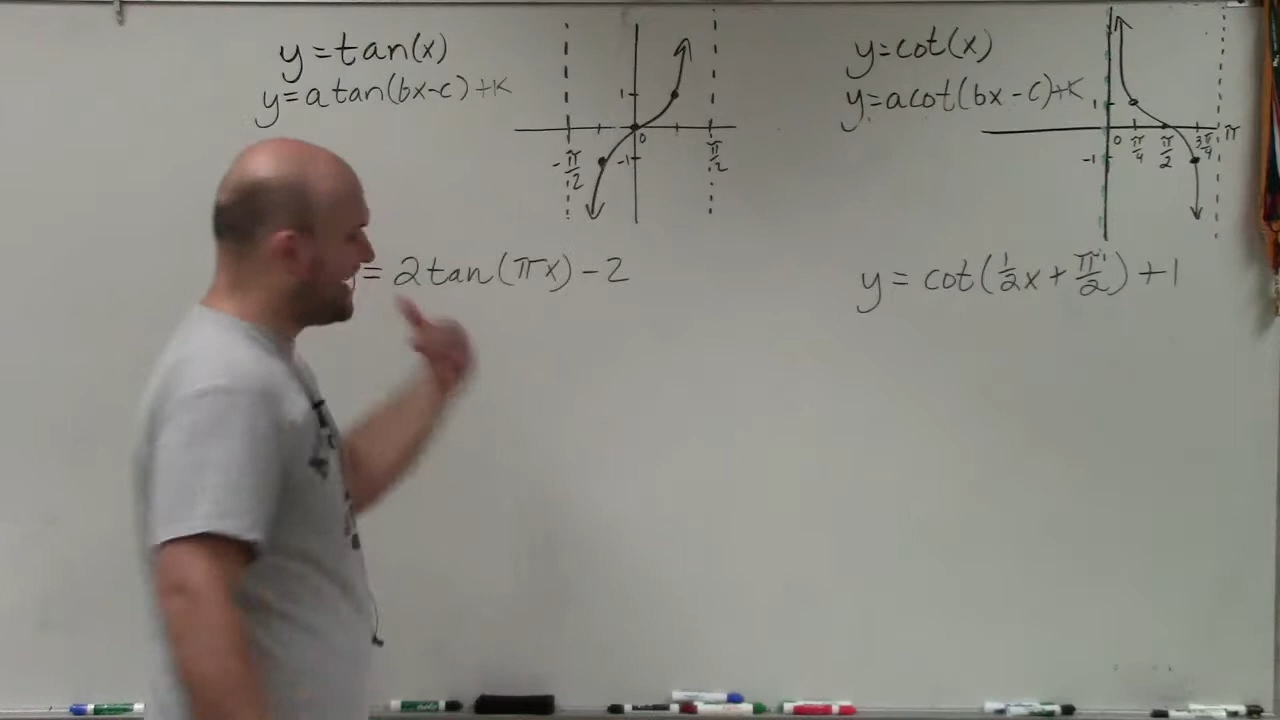 y = tan(x)
y = a tan(bx-c) + K
1
0
-1
-π/2
π/2
y = cot(x)
y = a cot(bx - c) + K
1
0
π/4
π/2
3π/4
π
-1
= 2 tan(πx) - 2
y = cot(1/2x + π/2) + 1